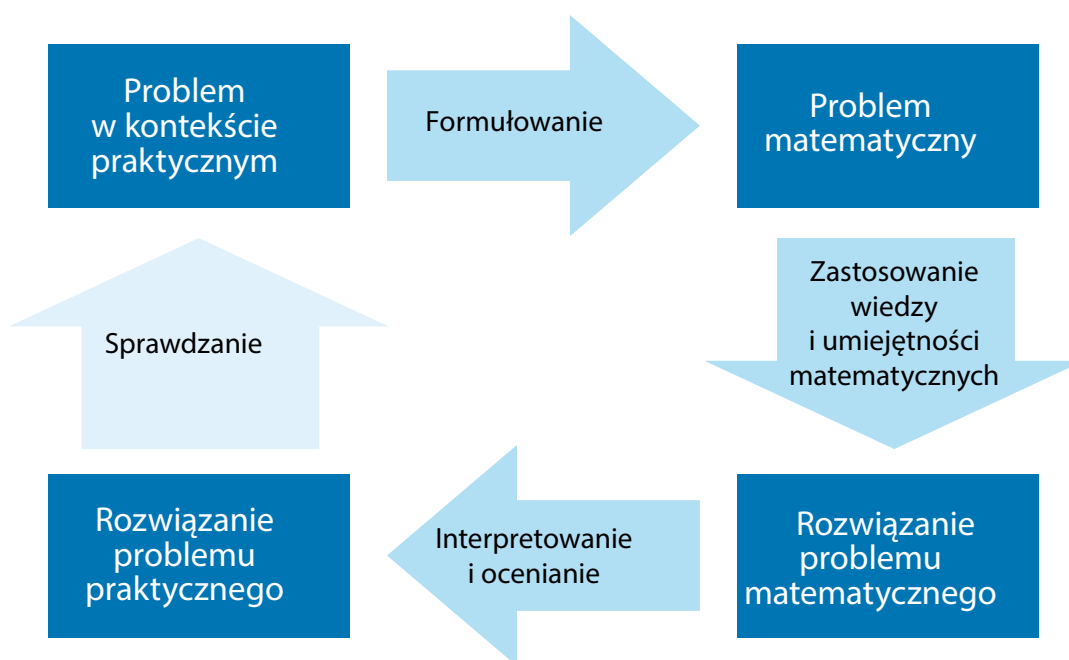 Problem
w kontekście
praktycznym
Formułowanie
Problem
matematyczny
Zastosowanie
wiedzy
i umiejętności
matematycznych
Sprawdzanie
Rozwiązanie
problemu
praktycznego
Interpretowanie
i ocenianie
Rozwiązanie
problemu
matematycznego